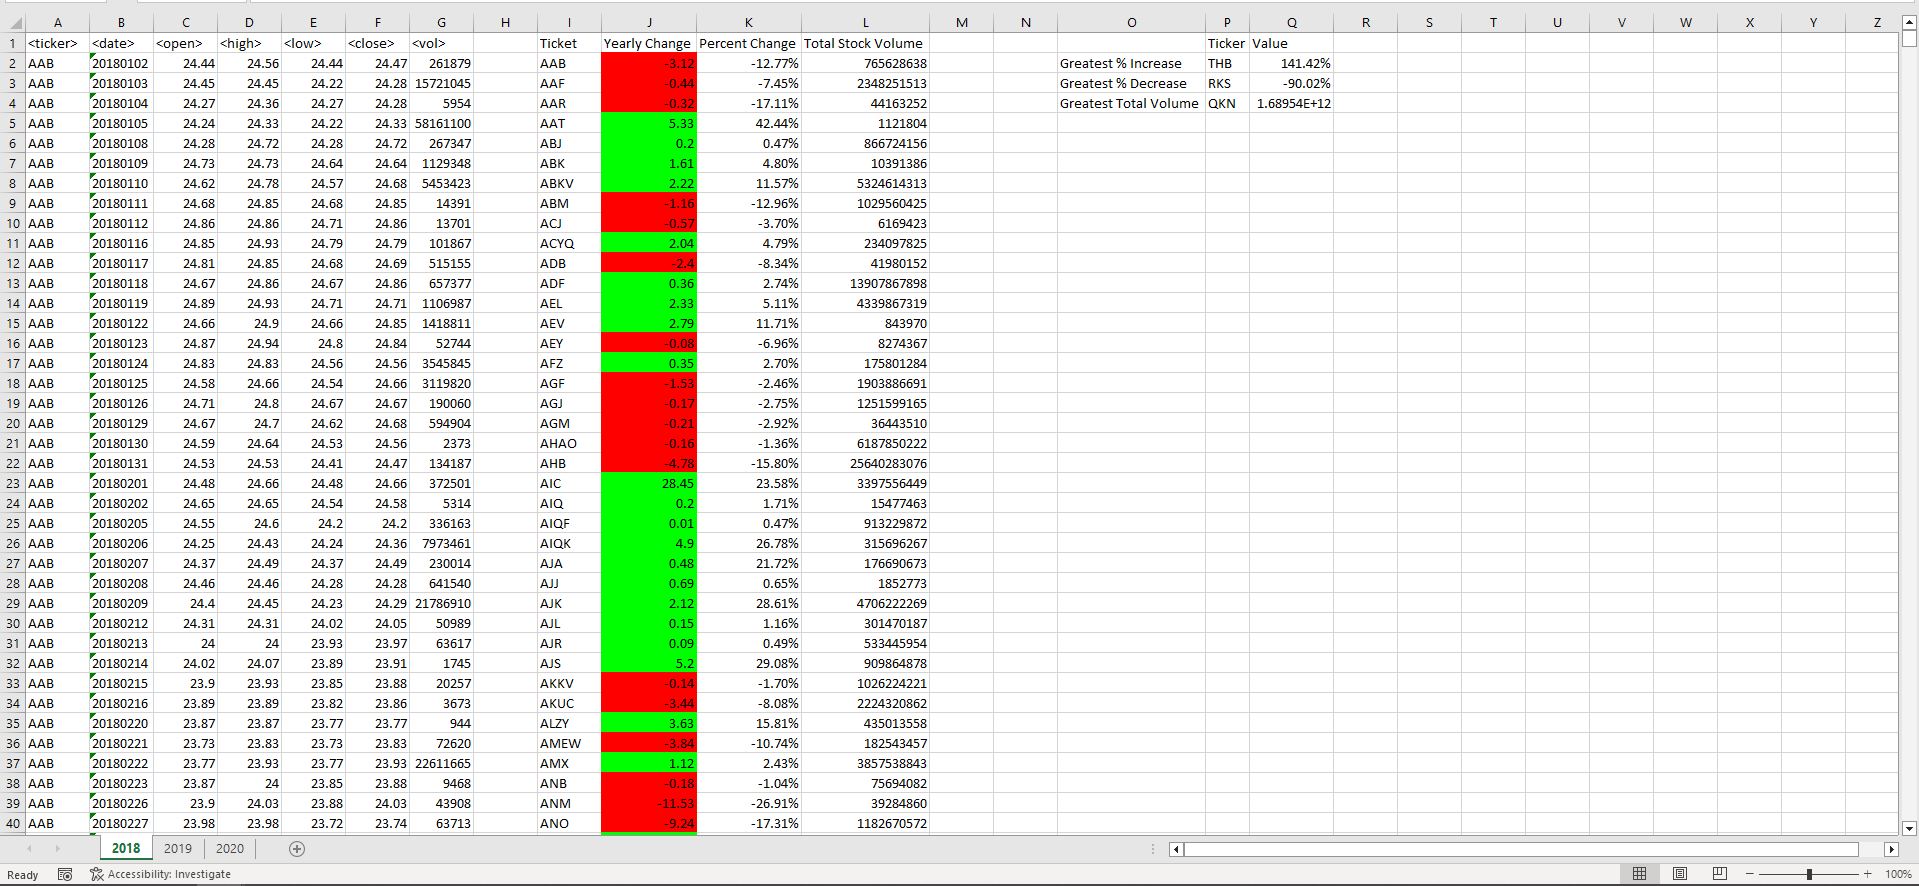 A B C D E F G H I J K L M N O P Q R S T U V W X Y Z
1 <ticker> <date> <open> <high> <low> <close> <vol> Ticket Yearly Change Percent Change Total Stock Volume Ticker Value
2 AAB 20180102 24.44 24.56 24.44 24.47 261879 AAB -3.12 -12.77% 765628638 Greatest % Increase THB 141.42%
3 AAB 20180103 24.45 24.45 24.22 24.28 15721045 AAF -0.44 -7.45% 2348251513 Greatest % Decrease RKS -90.02%
4 AAB 20180104 24.27 24.36 24.27 24.28 5954 AAR -0.32 -17.11% 44163252 Greatest Total Volume QKN 1.68954E+12
5 AAB 20180105 24.24 24.33 24.22 24.33 58161100 AAT 5.33 42.44% 1121804
6 AAB 20180108 24.28 24.72 24.28 24.72 267347 ABJ 0.2 0.47% 866724156
7 AAB 20180109 24.73 24.73 24.64 24.64 1129348 ABK 1.61 4.80% 10391386
8 AAB 20180110 24.62 24.78 24.57 24.68 5453423 ABKV 2.22 11.57% 5324614313
9 AAB 20180111 24.68 24.85 24.68 24.85 14391 ABM -1.16 -12.96% 1029560425
10 AAB 20180112 24.86 24.86 24.71 24.86 13701 ACJ -0.57 -3.70% 6169423
11 AAB 20180116 24.85 24.93 24.79 24.79 101867 ACYQ 2.04 4.79% 234097825
12 AAB 20180117 24.81 24.85 24.68 24.69 515155 ADB -2.4 -8.34% 41980152
13 AAB 20180118 24.67 24.86 24.67 24.86 657377 ADF 0.36 2.74% 13907867898
14 AAB 20180119 24.89 24.93 24.71 24.71 1106987 AEL 2.33 5.11% 4339867319
15 AAB 20180122 24.66 24.9 24.66 24.85 1418811 AEV 2.79 11.71% 843970
16 AAB 20180123 24.87 24.94 24.8 24.84 52744 AEY -0.08 -6.96% 8274367
17 AAB 20180124 24.83 24.83 24.56 24.56 3545845 AFZ 0.35 2.70% 175801284
18 AAB 20180125 24.58 24.66 24.54 24.66 3119820 AGF -1.53 -2.46% 1903886691
19 AAB 20180126 24.71 24.8 24.67 24.67 190060 AGJ -0.17 -2.75% 1251599165
20 AAB 20180129 24.67 24.7 24.62 24.68 594904 AGM -0.21 -2.92% 36443510
21 AAB 20180130 24.59 24.64 24.53 24.56 2373 AHAO -0.16 -1.36% 6187850222
22 AAB 20180131 24.53 24.53 24.41 24.47 134187 AHB -4.78 -15.80% 25640283076
23 AAB 20180201 24.48 24.66 24.48 24.66 372501 AIC 28.45 23.58% 3397556449
24 AAB 20180202 24.65 24.65 24.54 24.58 5314 AIQ 0.2 1.71% 15477463
25 AAB 20180205 24.55 24.6 24.2 24.2 336163 AIQF 0.01 0.47% 913229872
26 AAB 20180206 24.25 24.43 24.24 24.36 7973461 AIQK 4.9 26.78% 315696267
27 AAB 20180207 24.37 24.49 24.37 24.49 230014 AJA 0.48 21.72% 176690673
28 AAB 20180208 24.46 24.46 24.28 24.28 641540 AJJ 0.69 0.65% 1852773
29 AAB 20180209 24.4 24.45 24.23 24.29 21786910 AJK 2.12 28.61% 4706222269
30 AAB 20180212 24.31 24.31 24.02 24.05 50989 AJL 0.15 1.16% 301470187
31 AAB 20180213 24 24 23.93 23.97 63617 AJR 0.09 0.49% 533445954
32 AAB 20180214 24.02 24.07 23.89 23.91 1745 AJS 5.2 29.08% 909864878
33 AAB 20180215 23.9 23.93 23.85 23.88 20257 AKKV -0.14 -1.70% 1026224221
34 AAB 20180216 23.89 23.89 23.82 23.86 3673 AKUC -3.44 -8.08% 2224320862
35 AAB 20180220 23.87 23.87 23.77 23.77 944 ALZY 3.63 15.81% 435013558
36 AAB 20180221 23.73 23.83 23.73 23.83 72620 AMEW -3.84 -10.74% 182543457
37 AAB 20180222 23.77 23.93 23.77 23.93 22611665 AMX 1.12 2.43% 3857538843
38 AAB 20180223 23.87 24 23.85 23.88 9468 ANB -0.18 -1.04% 75694082
39 AAB 20180226 23.9 24.03 23.88 24.03 43908 ANM -11.53 -26.91% 39284860
40 AAB 20180227 23.98 23.98 23.72 23.74 63713 ANO -9.24 -17.31% 1182670572
2018 2019 2020
Ready Accessibility: Investigate 100%